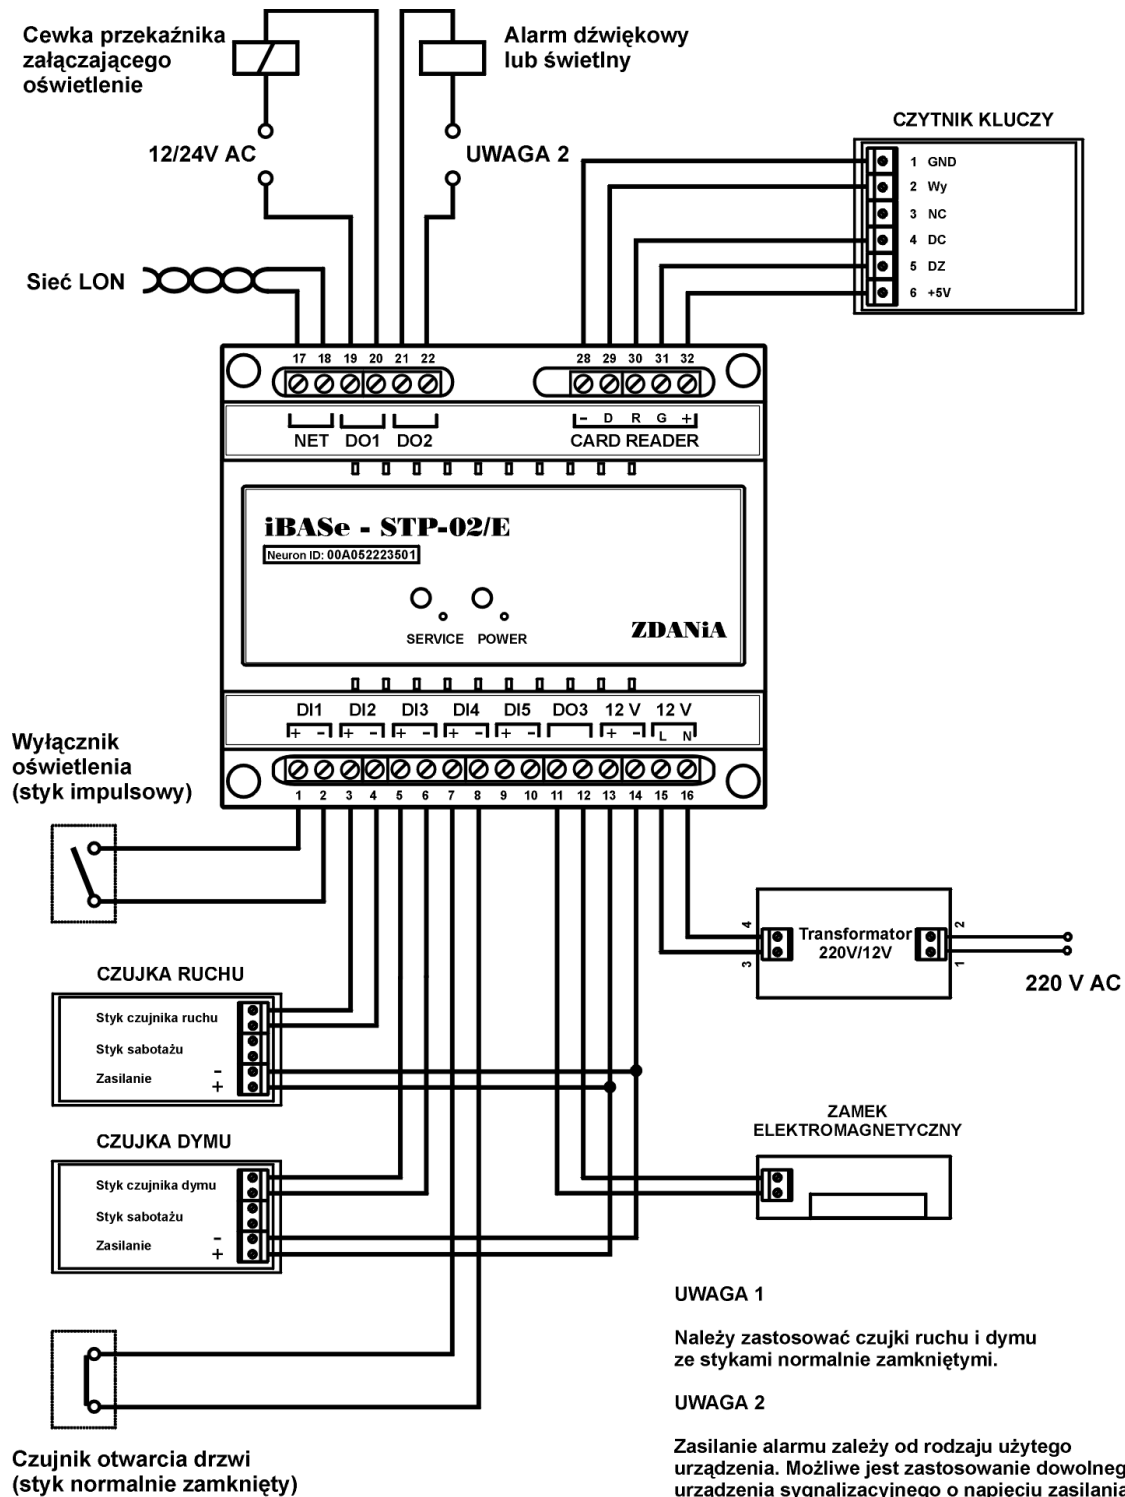 Cewka przekaźnika
załączającego
oświetlenie
Alarm dźwiękowy
lub świetlny
12/24V AC
UWAGA 2
CZYTNIK KLUCZY
1 GND
2 Wy
3 NC
4 DC
5 DZ
6 +5V
Sieć LON
17 18 19 20 21 22
28 29 30 31 32
- D R G +
NET DO1 DO2
CARD READER
iBASe - STP-02/E
Neuron ID: 00A052223501
SERVICE POWER
ZDANiA
DI1 DI2 DI3 DI4 DI5 DO3 12 V 12 V
+ - + - + - + - + - + - L N
1 2 3 4 5 6 7 8 9 10 11 12 13 14 15 16
Wyłącznik
oświetlenia
(styk impulsowy)
4 2
Transformator
220V/12V
3 1
220 V AC
CZUJKA RUCHU
Styk czujnika ruchu
Styk sabotażu
Zasilanie - +
CZUJKA DYMU
Styk czujnika dymu
Styk sabotażu
Zasilanie - +
ZAMEK
ELEKTROMAGNETYCZNY
Czujnik otwarcia drzwi
(styk normalnie zamknięty)
UWAGA 1
Należy zastosować czujki ruchu i dymu
ze stykami normalnie zamkniętymi.
UWAGA 2
Zasilanie alarmu zależy od rodzaju użytego
urządzenia. Możliwe jest zastosowanie dowolneg
urządzenia sygnalizacyjnego o napięciu zasilania